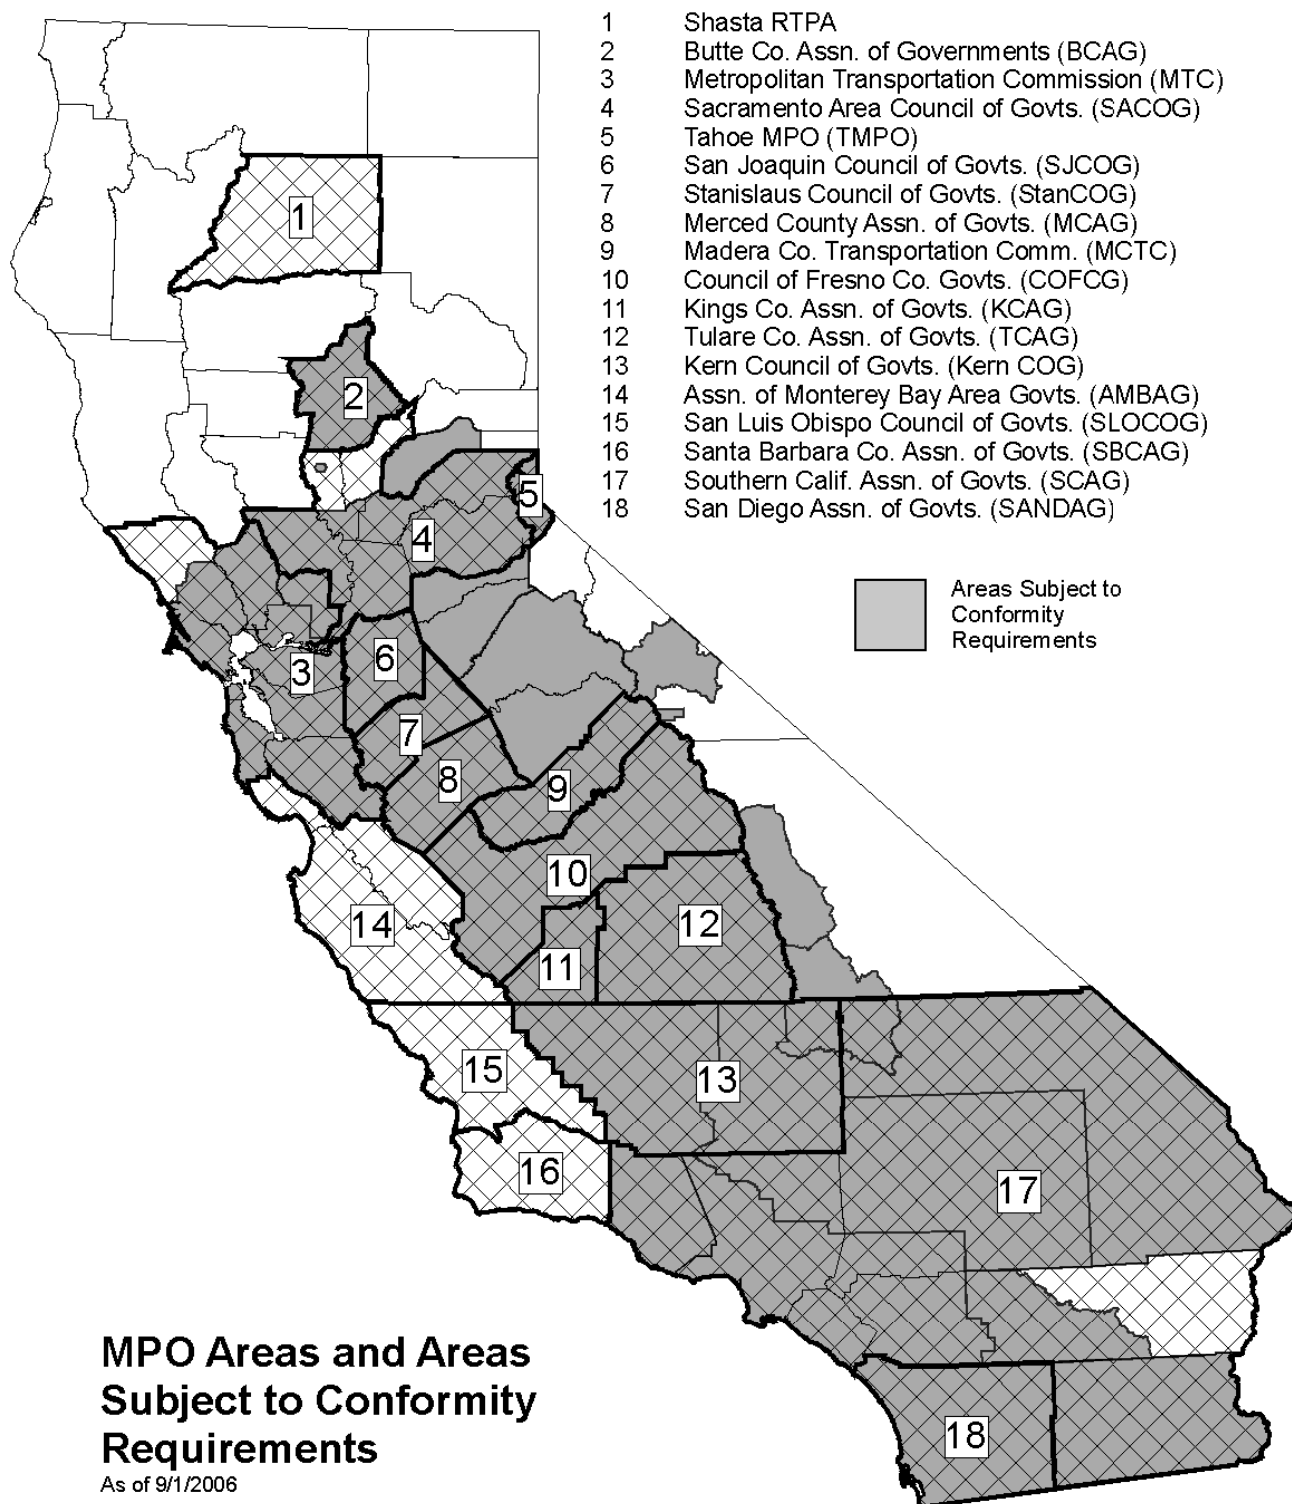 1 Shasta RTPA
2 Butte Co. Assn. of Governments (BCAG)
3 Metropolitan Transportation Commission (MTC)
4 Sacramento Area Council of Govts. (SACOG)
5 Tahoe MPO (TMPO)
6 San Joaquin Council of Govts. (SJCOG)
7 Stanislaus Council of Govts. (StanCOG)
8 Merced County Assn. of Govts. (MCAG)
9 Madera Co. Transportation Comm. (MCTC)
10 Council of Fresno Co. Govts. (COFCG)
11 Kings Co. Assn. of Govts. (KCAG)
12 Tulare Co. Assn. of Govts. (TCAG)
13 Kern Council of Govts. (Kern COG)
14 Assn. of Monterey Bay Area Govts. (AMBAG)
15 San Luis Obispo Council of Govts. (SLOCOG)
16 Santa Barbara Co. Assn. of Govts. (SBCAG)
17 Southern Calif. Assn. of Govts. (SCAG)
18 San Diego Assn. of Govts. (SANDAG)
Areas Subject to
Conformity
Requirements
1
2
5
4
6
3
7
8
9
10
14
12
11
15
13
16
17
18
MPO Areas and Areas
Subject to Conformity
Requirements
As of 9/1/2006